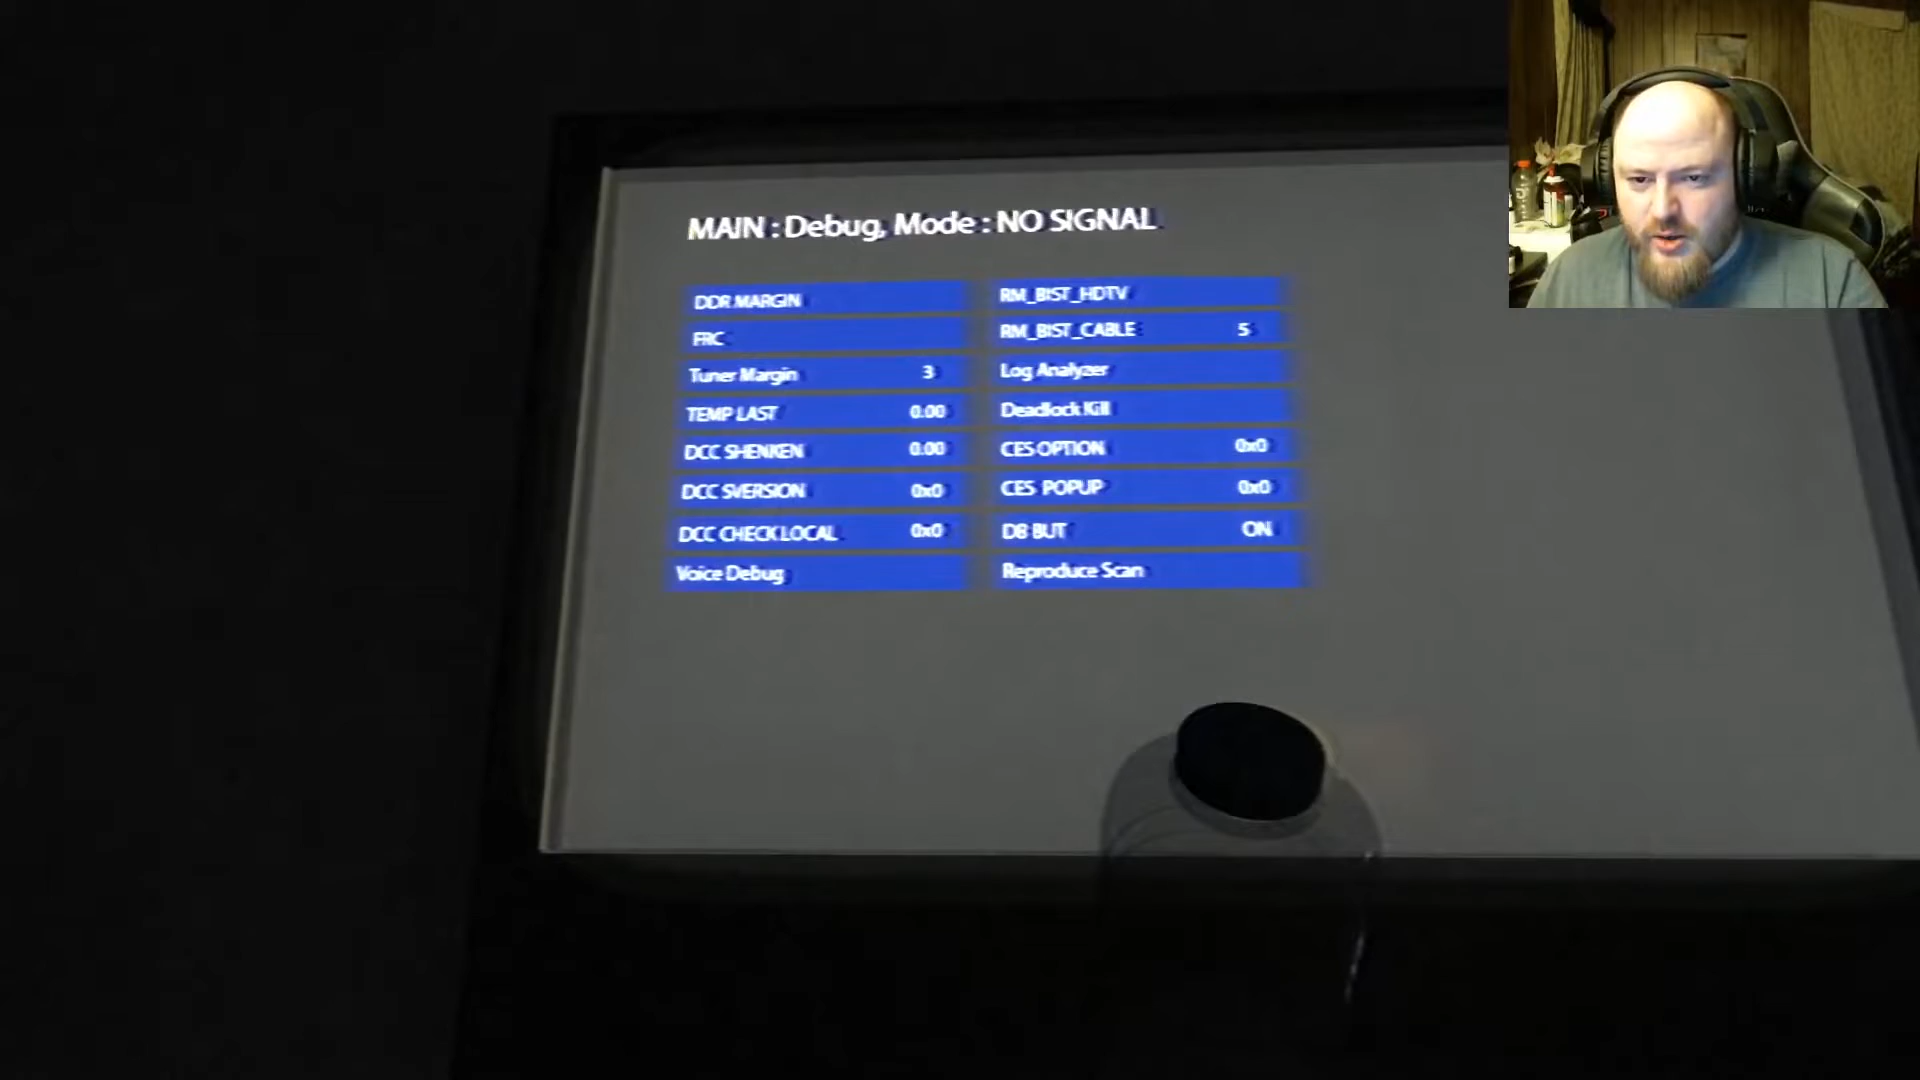 MAIN : Debug, Mode : NO SIGNAL
DDR MARGIN
FRC
Tuner Margin 3
TEMP LAST 0.00
DCC SHENKEN 0.00
DCC SVERSION 0x0
DCC CHECK LOCAL 0x0
Voice Debug
RM_BIST_HDTV
RM_BIST_CABLE 5
Log Analyzer
Deadlock Kill
CES OPTION 0x0
CES POPUP 0x0
DB BUT ON
Reproduce Scan